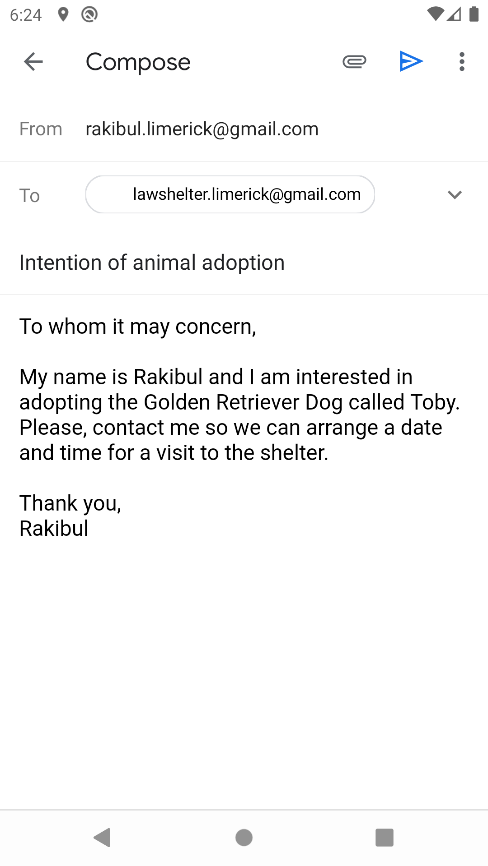 6:24
Compose
From rakibul.limerick@gmail.com
To lawshelter.limerick@gmail.com
Intention of animal adoption
To whom it may concern,
My name is Rakibul and I am interested in
adopting the Golden Retriever Dog called Toby.
Please, contact me so we can arrange a date
and time for a visit to the shelter.
Thank you,
Rakibul